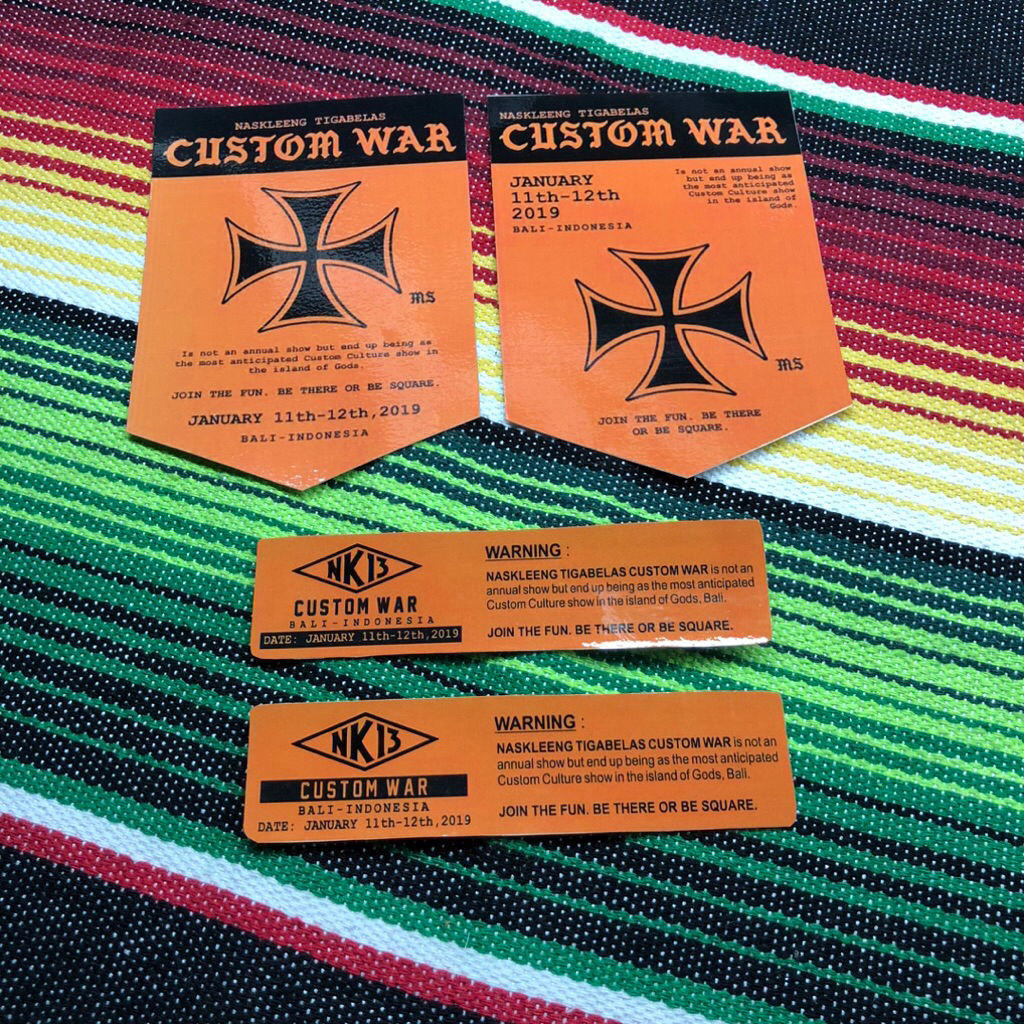 NASKLEENG TIGABELAS
CUSTOM WAR
MS
Is not an annual show but end up being as
the most anticipated Custom Culture show in
the island of Gods.
JOIN THE FUN. BE THERE OR BE SQUARE.
JANUARY 11th-12th,2019
BALI-INDONESIA
NASKLEENG TIGABELAS
CUSTOM WAR
JANUARY
11th-12th
2019
BALI-INDONESIA
Is not an annual show
but end up being as
the most anticipated
Custom Culture show
in the island of
Gods.
MS
JOIN THE FUN. BE THERE
OR BE SQUARE.
NK13
CUSTOM WAR
BALI-INDONESIA
DATE: JANUARY 11th-12th,2019
WARNING :
NASKLEENG TIGABELAS CUSTOM WAR is not an
annual show but end up being as the most anticipated
Custom Culture show in the island of Gods, Bali.
JOIN THE FUN. BE THERE OR BE SQUARE.
NK13
CUSTOM WAR
BALI-INDONESIA
DATE: JANUARY 11th-12th,2019
WARNING :
NASKLEENG TIGABELAS CUSTOM WAR is not an
annual show but end up being as the most anticipated
Custom Culture show in the island of Gods, Bali.
JOIN THE FUN. BE THERE OR BE SQUARE.